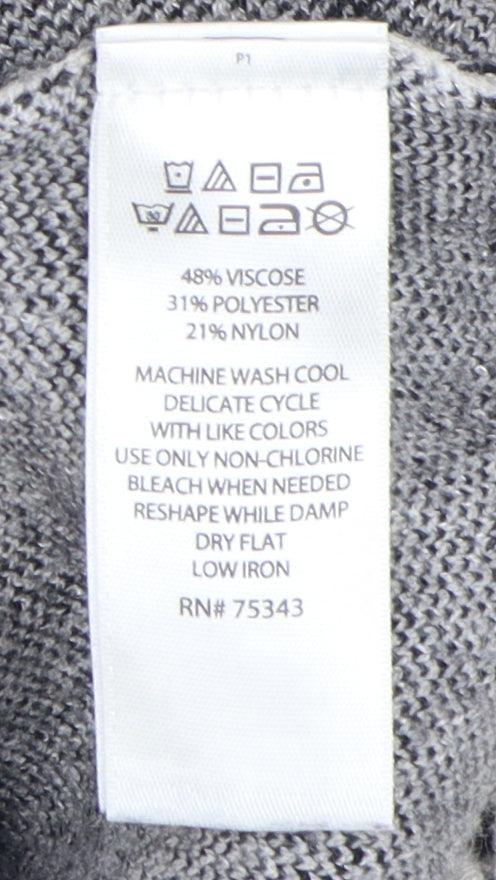 P1
48% VISCOSE
31% POLYESTER
21% NYLON
MACHINE WASH COOL
DELICATE CYCLE
WITH LIKE COLORS
USE ONLY NON-CHLORINE
BLEACH WHEN NEEDED
RESHAPE WHILE DAMP
DRY FLAT
LOW IRON
RN# 75343